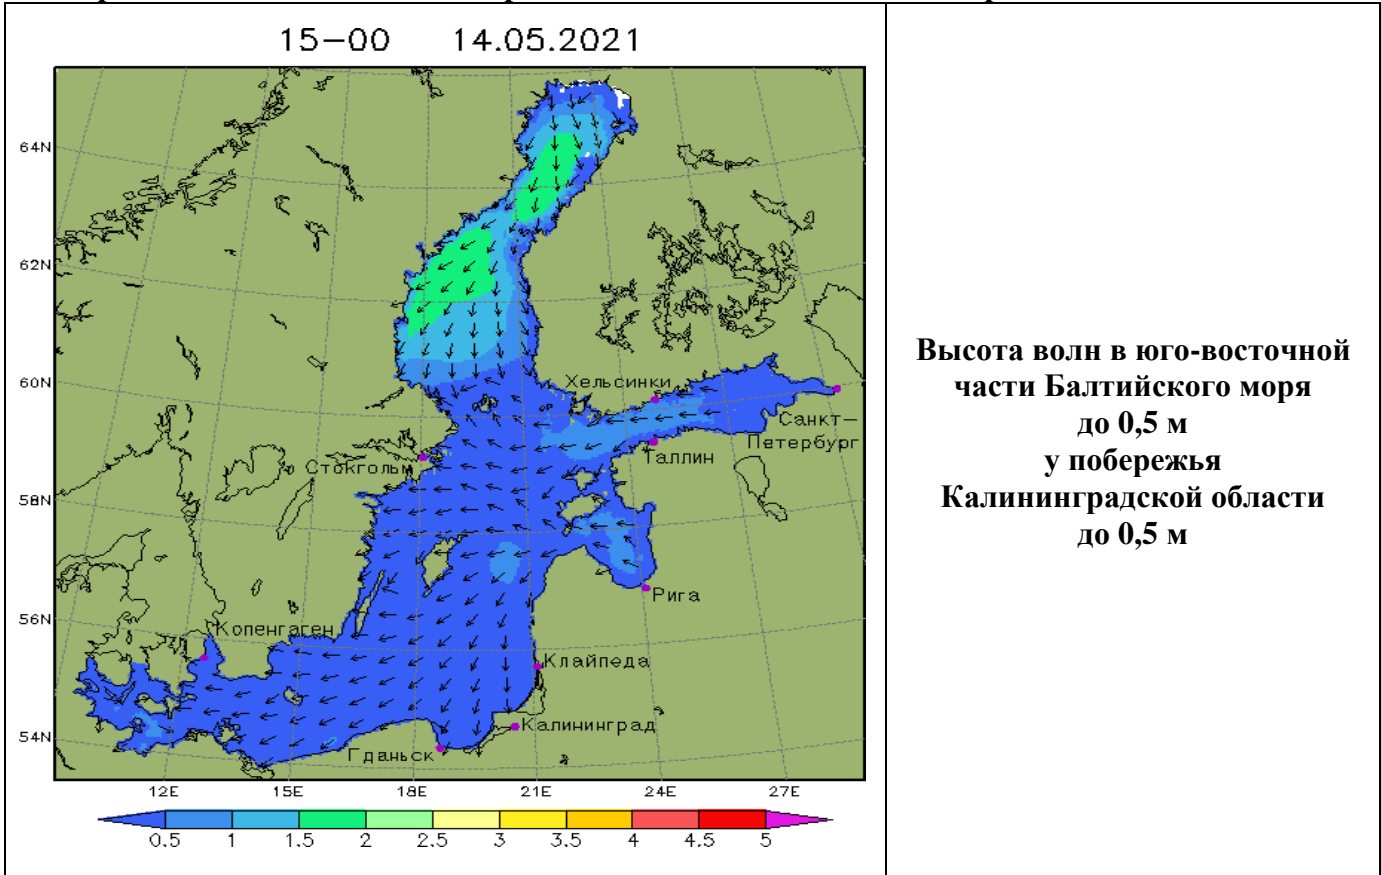 15-00 14.05.2021
64N
62N
60N
58N
56N
54N
Хельсинки
Санкт-
Петербург
Таллин
Стокгольм
Рига
Копенгаген
Клайпеда
Калининград
Гданьск
12E 15E 18E 21E 24E 27E
0.5 1 1.5 2 2.5 3 3.5 4 4.5 5
Высота волн в юго-восточной
части Балтийского моря
до 0,5 м
у побережья
Калининградской области
до 0,5 м